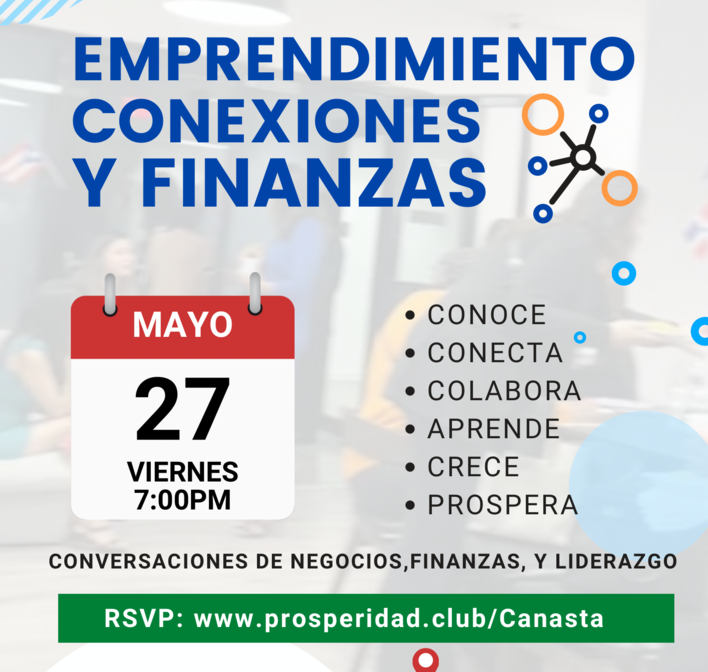 EMPRENDIMIENTO
CONEXIONES
Y FINANZAS
MAYO
27
VIERNES
7:00PM
• CONOCE
• CONECTA
• COLABORA
• APRENDE
• CRECE
• PROSPERA
CONVERSACIONES DE NEGOCIOS,FINANZAS, Y LIDERAZGO
RSVP: www.prosperidad.club/Canasta